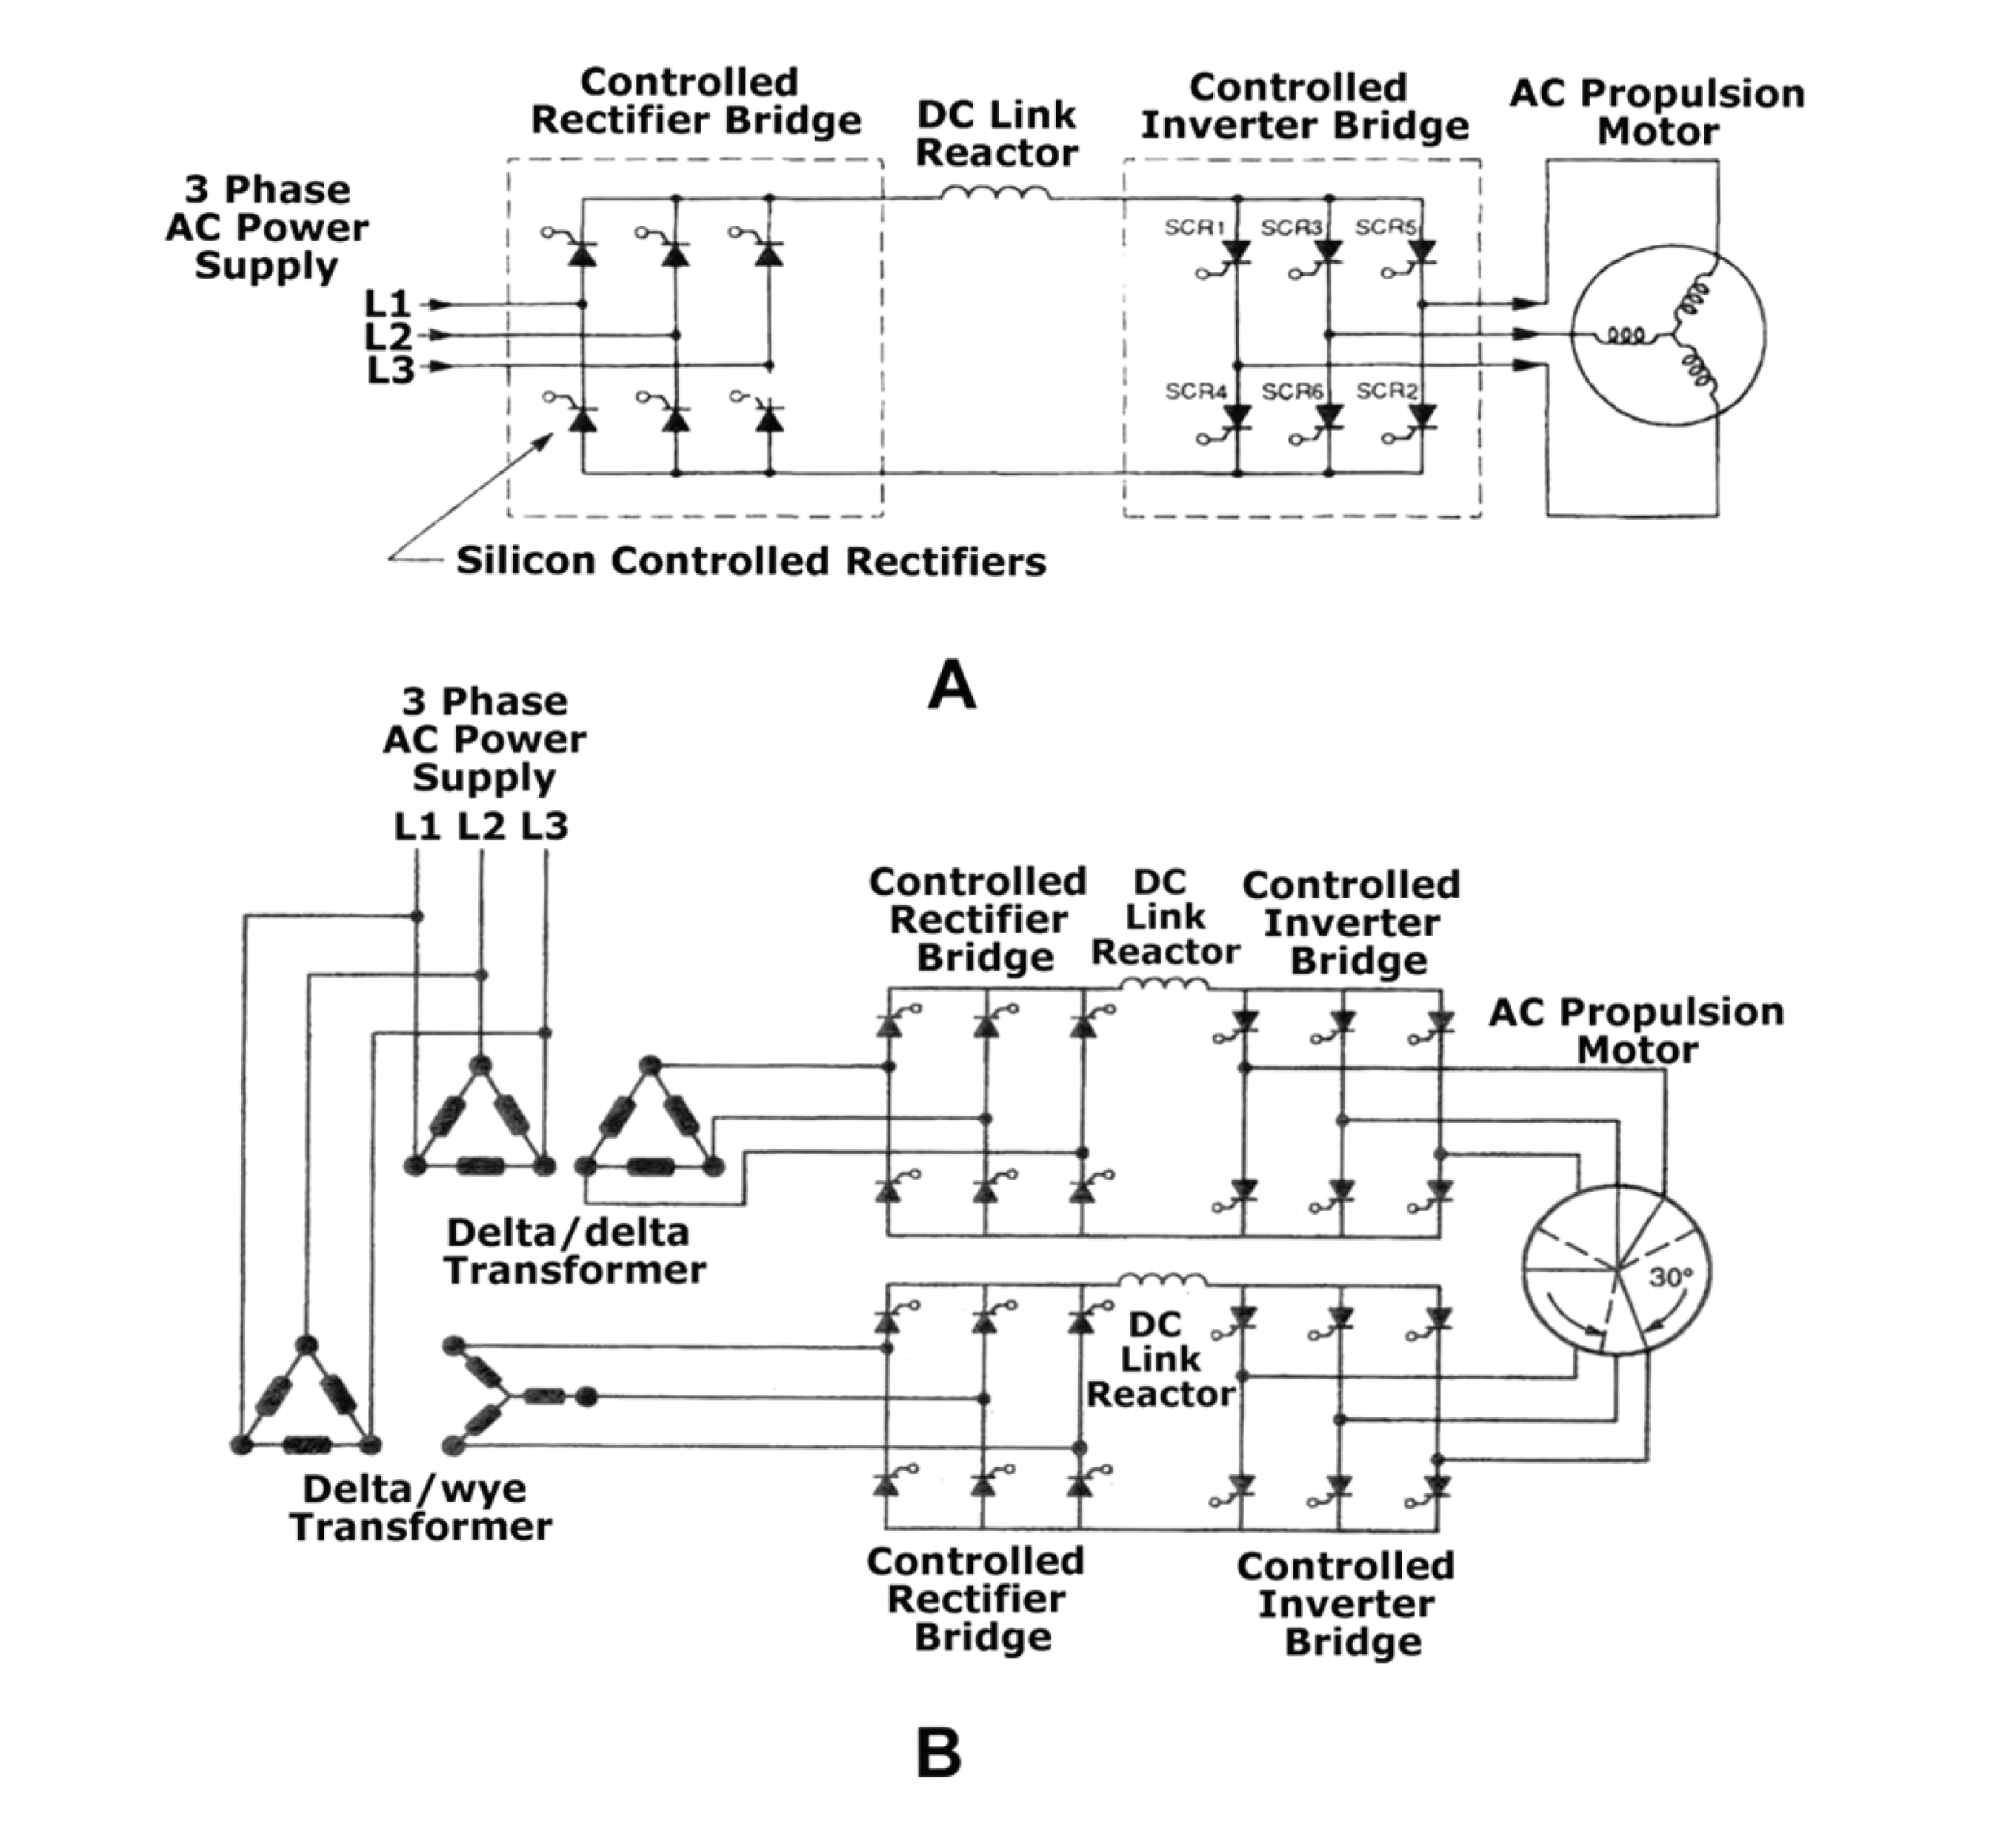 Controlled
Rectifier Bridge
DC Link
Reactor
Controlled
Inverter Bridge
AC Propulsion
Motor
3 Phase
AC Power
Supply
L1
L2
L3
SCR1 SCR3 SCR5
SCR4 SCR6 SCR2
Silicon Controlled Rectifiers
A
3 Phase
AC Power
Supply
L1 L2 L3
Controlled
Rectifier
Bridge
DC
Link
Reactor
Controlled
Inverter
Bridge
AC Propulsion
Motor
Delta/delta
Transformer
30°
DC
Link
Reactor
Delta/wye
Transformer
Controlled
Rectifier
Bridge
Controlled
Inverter
Bridge
B